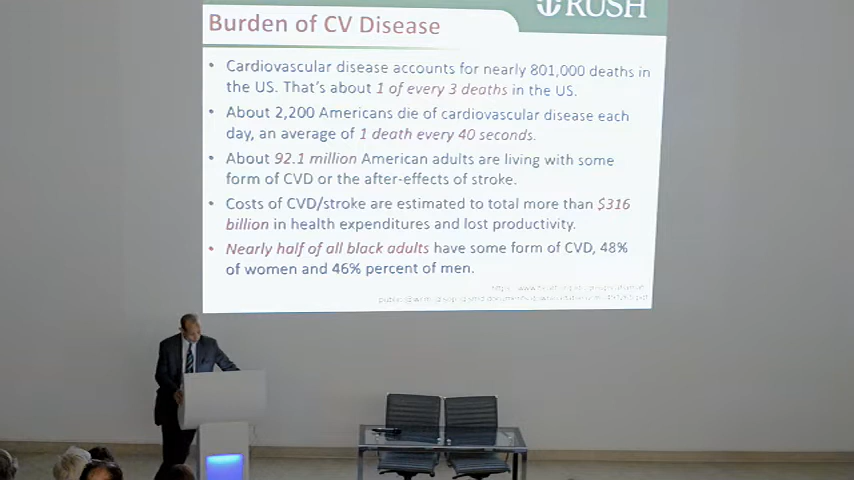 RUSH
Burden of CV Disease
• Cardiovascular disease accounts for nearly 801,000 deaths in
the US. That's about 1 of every 3 deaths in the US.
• About 2,200 Americans die of cardiovascular disease each
day, an average of 1 death every 40 seconds.
• About 92.1 million American adults are living with some
form of CVD or the after-effects of stroke.
• Costs of CVD/stroke are estimated to total more than $316
billion in health expenditures and lost productivity.
• Nearly half of all black adults have some form of CVD, 48%
of women and 46% percent of men.